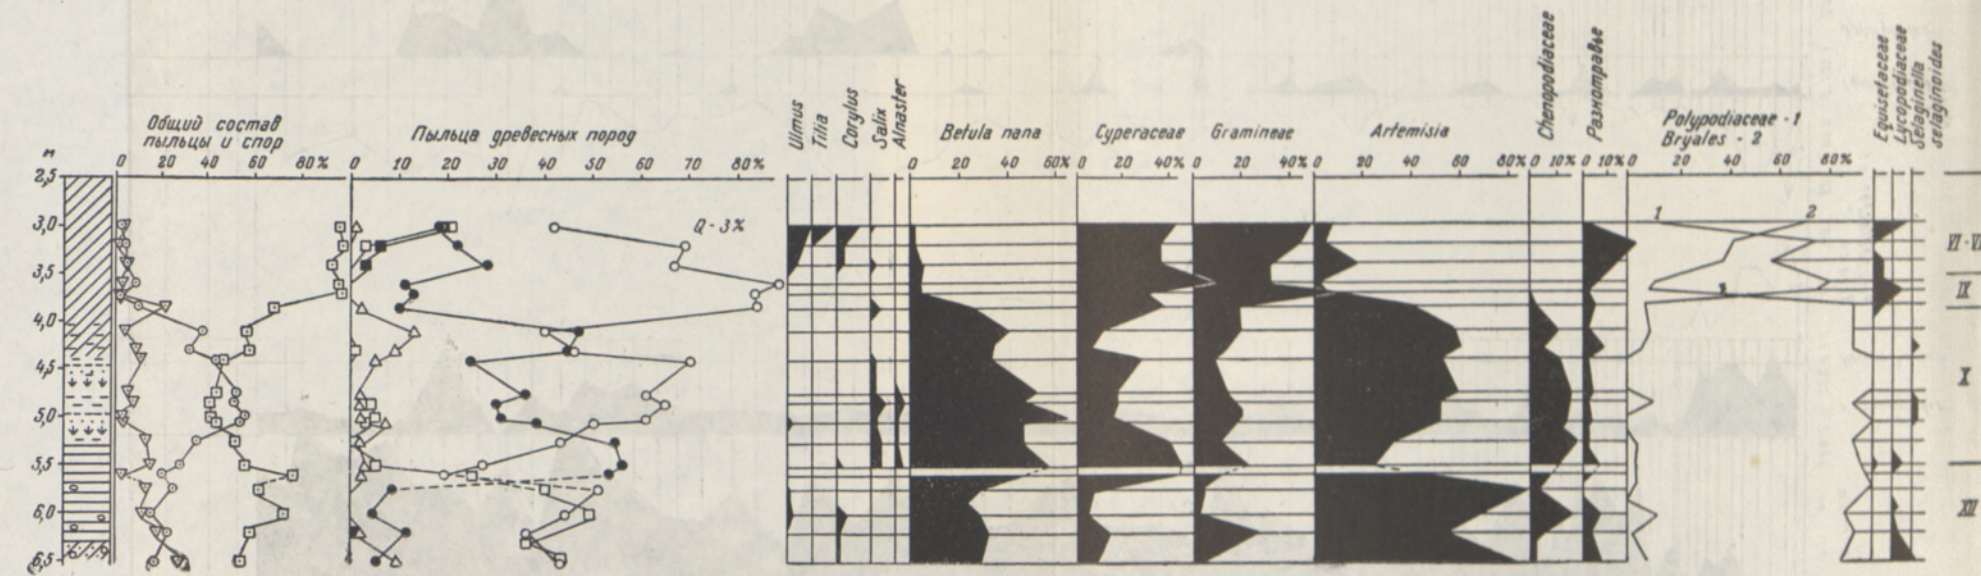 Общий состав
пыльцы и спор
Пыльца древесных пород
Ulmus
Tilia
Corylus
Salix
Alnaster
Betula nana
Cyperaceae
Gramineae
Artemisia
Chenopodiaceae
Разнотравье
Polypodiaceae - 1
Bryales - 2
Equisetaceae
Lycopodiaceae
Selaginella
selaginoides
м
0 20 40 60 80%
0 10 20 30 40 50 60 70 80%
0 20 40 60%
0 20 40%
0 20 40%
0 20 40 60 80%
0 10%
0 10%
0 20 40 60 80%
2,5
3,0
Q - 3%
1
2
3,5
IX
4,0
4,5
X
5,0
5,5
6,0
XII
6,5